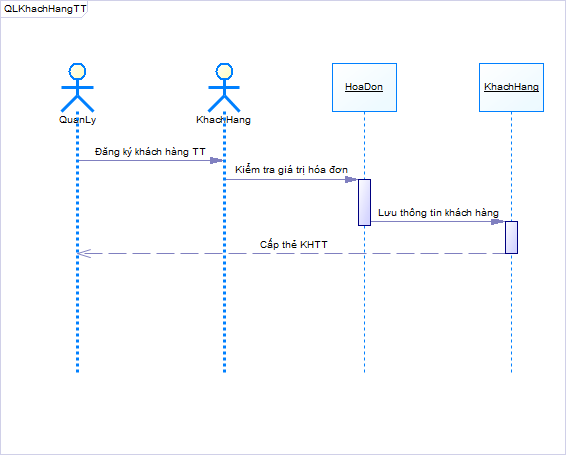 QLKhachHangTT
QuanLy
KhachHang
HoaDon
KhachHang
Đăng ký khách hàng TT
Kiểm tra giá trị hóa đơn
Lưu thông tin khách hàng
Cấp thẻ KHTT